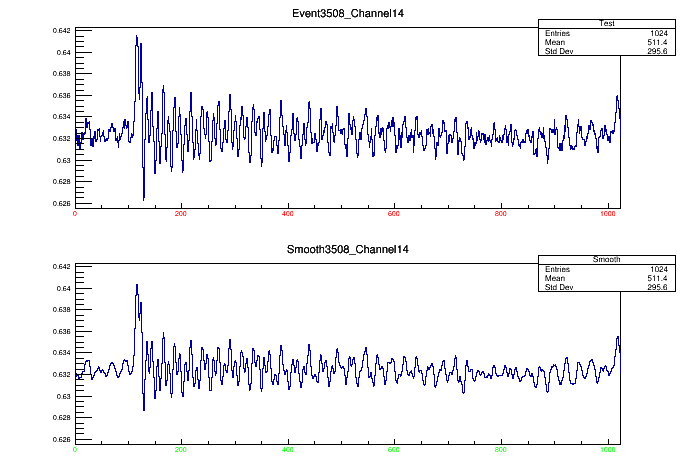 Event3508_Channel14
Test
Entries 1024
Mean 511.4
Std Dev 295.6
0.642
0.64
0.638
0.636
0.634
0.632
0.63
0.628
0.626
0 200 400 600 800 1000
Smooth3508_Channel14
Smooth
Entries 1024
Mean 511.4
Std Dev 295.6
0.642
0.64
0.638
0.636
0.634
0.632
0.63
0.628
0.626
0 200 400 600 800 1000